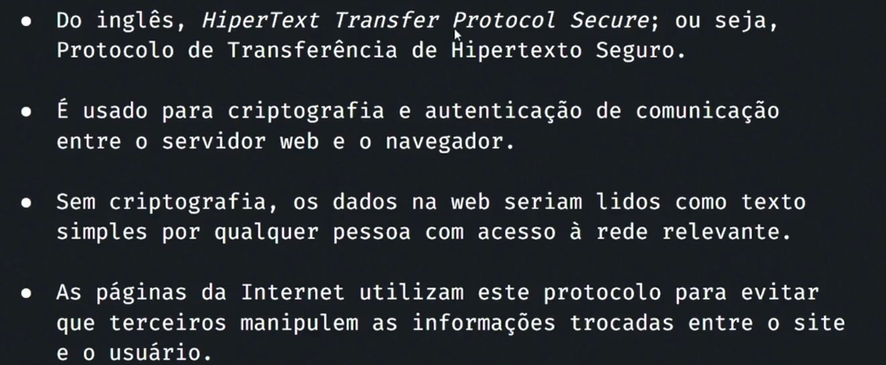 ● Do inglês, HiperText Transfer Protocol Secure; ou seja,
Protocolo de Transferência de Hipertexto Seguro.
● É usado para criptografia e autenticação de comunicação
entre o servidor web e o navegador.
● Sem criptografia, os dados na web seriam lidos como texto
simples por qualquer pessoa com acesso à rede relevante.
● As páginas da Internet utilizam este protocolo para evitar
que terceiros manipulem as informações trocadas entre o site
e o usuário.